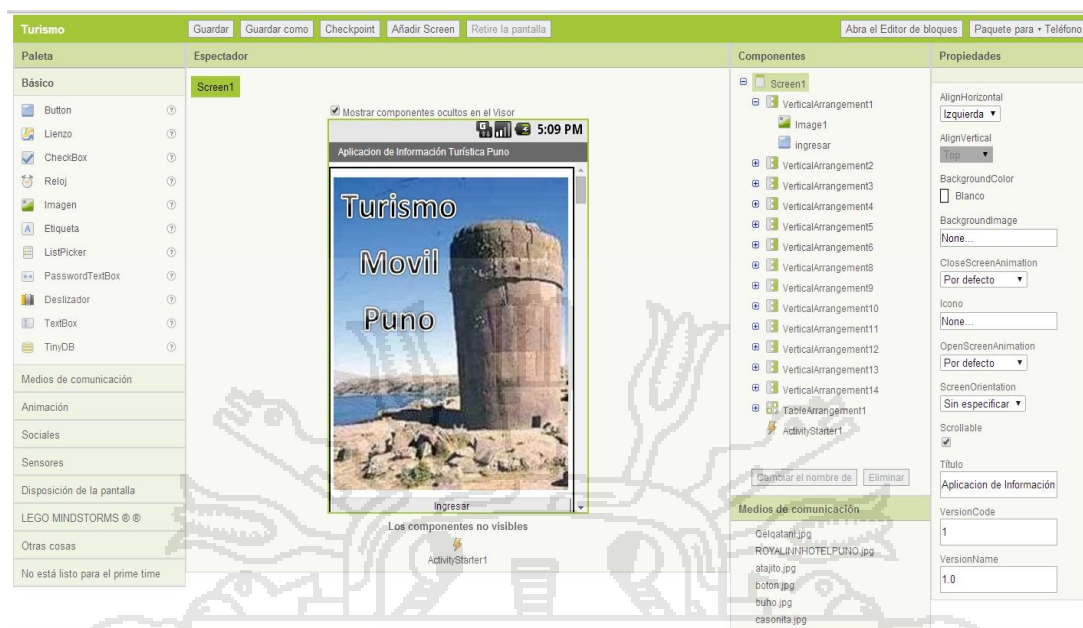 Turismo
Guardar Guardar como Checkpoint Añadir Screen Retire la pantalla
Abra el Editor de bloques Paquete para ▾ Teléfono
Paleta
Básico
Button
Lienzo
CheckBox
Reloj
Imagen
Etiqueta
ListPicker
PasswordTextBox
Deslizador
TextBox
TinyDB
Medios de comunicación
Animación
Sociales
Sensores
Disposición de la pantalla
LEGO MINDSTORMS ® ®
Otras cosas
No está listo para el prime time
Espectador
Screen1
Mostrar componentes ocultos en el Visor
5:09 PM
Aplicacion de Información Turística Puno
Turismo
Movil
Puno
Ingresar
Los componentes no visibles
ActivityStarter1
Componentes
Screen1
VerticalArrangement1
Image1
ingresar
VerticalArrangement2
VerticalArrangement3
VerticalArrangement4
VerticalArrangement5
VerticalArrangement6
VerticalArrangement8
VerticalArrangement9
VerticalArrangement10
VerticalArrangement11
VerticalArrangement12
VerticalArrangement13
VerticalArrangement14
TableArrangement1
ActivityStarter1
Cambiar el nombre de Eliminar
Medios de comunicación
Qelqatani.jpg
ROYALINNHOTELPUNO.jpg
atajito.jpg
boton.jpg
buho.jpg
casonita.jpg
Propiedades
AlignHorizontal
Izquierda
AlignVertical
Top
BackgroundColor
Blanco
BackgroundImage
None...
CloseScreenAnimation
Por defecto
Icono
None...
OpenScreenAnimation
Por defecto
ScreenOrientation
Sin especificar
Scrollable
Título
Aplicacion de Información
VersionCode
1
VersionName
1.0